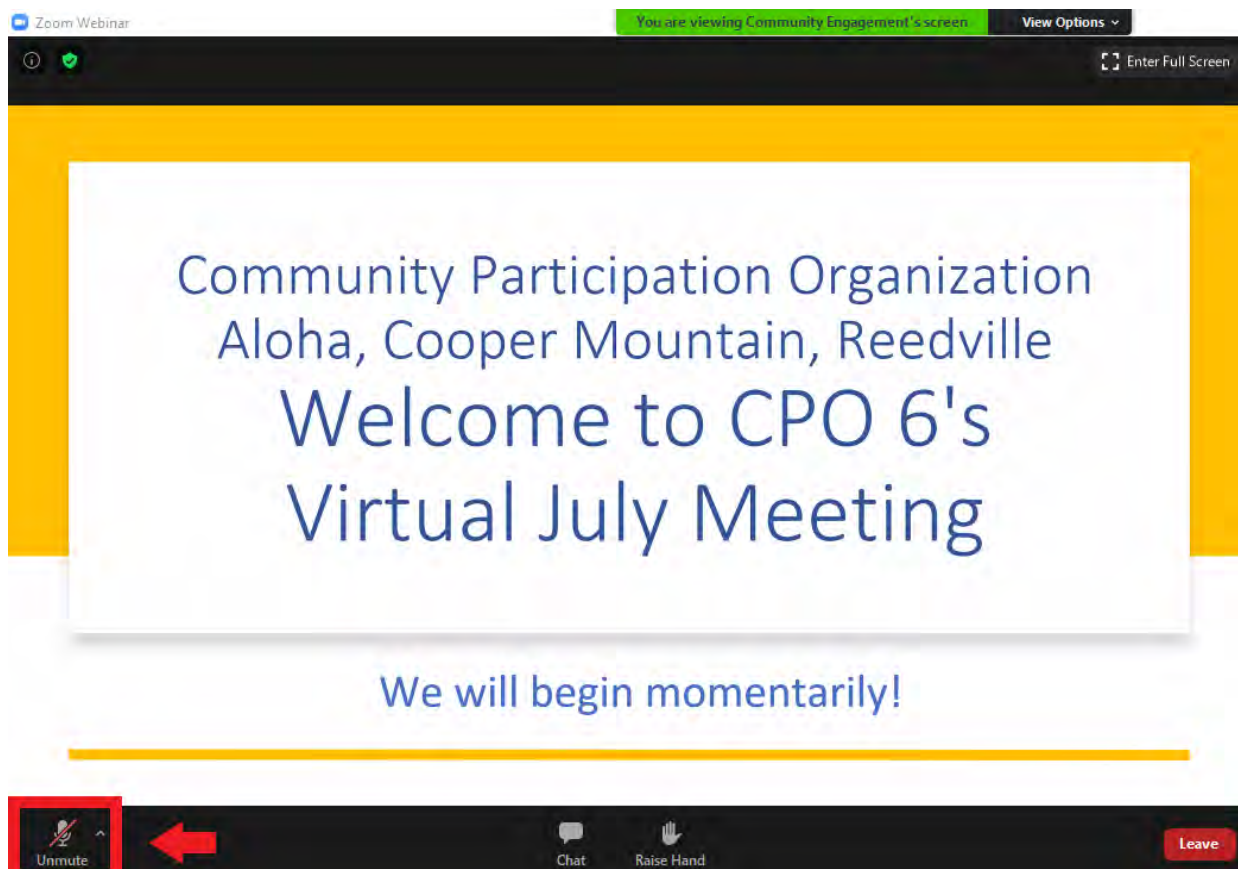 Zoom Webinar
You are viewing Community Engagement's screen
View Options
Enter Full Screen
Community Participation Organization
Aloha, Cooper Mountain, Reedville
Welcome to CPO 6's
Virtual July Meeting
We will begin momentarily!
Unmute
Chat
Raise Hand
Leave